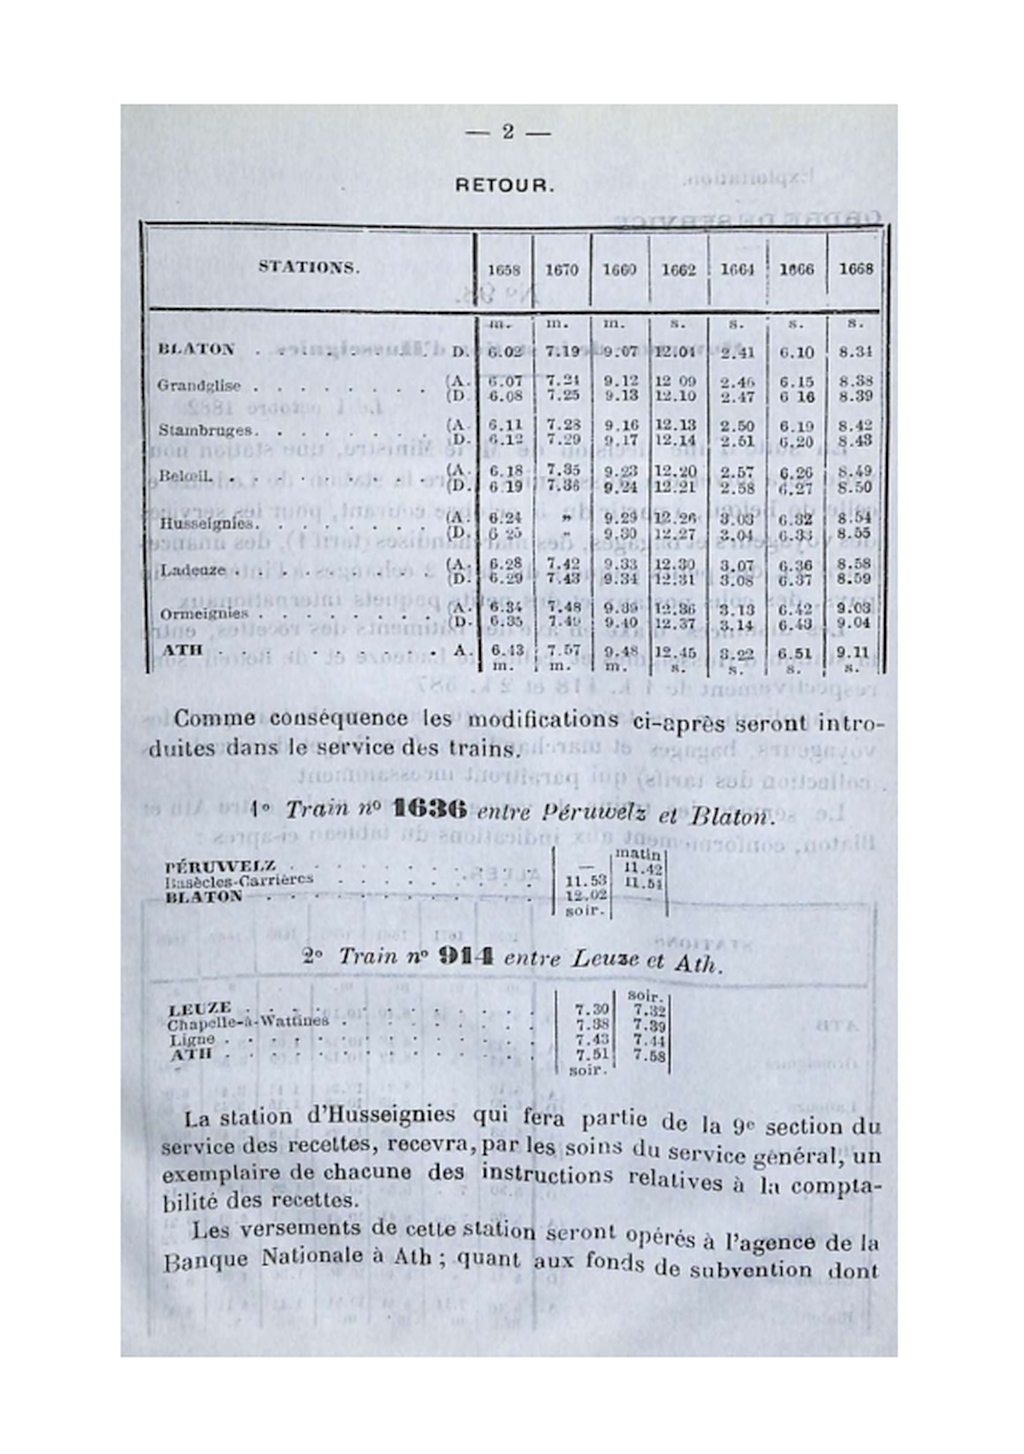 — 2 —
RETOUR.
STATIONS. 1658 1670 1660 1662 1664 1666 1668
m. m. m. s. s. s. s.
BLATON . . . . . . . . D. 6.02 7.19 9.07 12.04 2.41 6.10 8.34
Grandglise . . . . . . . . (A. 6.07 7.24 9.12 12 09 2.46 6.15 8.38
(D. 6.08 7.25 9.13 12.10 2.47 6 16 8.39
Stambruges. . . . . . . . (A. 6.11 7.28 9.16 12.13 2.50 6.19 8.42
(D. 6.12 7.29 9.17 12.14 2.51 6.20 8.43
Belœil. . . . . . . . . (A. 6.18 7.35 9.23 12.20 2.57 6.26 8.49
(D. 6 19 7.36 9.24 12.21 2.58 6.27 8.50
Husseignies. . . . . . . . (A. 6.24 » 9.29 12.26 3.03 6.32 8.54
(D. 6 25 » 9.30 12.27 3.04 6.33 8.55
Ladeuze . . . . . . . . . (A. 6.28 7.42 9.33 12.30 3.07 6.36 8.58
(D. 6.29 7.43 9.34 12.31 3.08 6.37 8.59
Ormeignies . . . . . . . . (A. 6.34 7.48 9.39 12.36 3.13 6.42 9.03
(D. 6.35 7.49 9.40 12.37 3.14 6.43 9.04
ATH . . . . . . . . . A. 6.43 7.57 9.48 12.45 3.22 6.51 9.11
m. m. m. s. s. s. s.
Comme conséquence les modifications ci-après seront intro-
duites dans le service des trains.
1o Train no 1636 entre Péruwelz et Blaton.
matin
PÉRUWELZ . . . . . . . . . — 11.42
Basècles-Carrières . . . . . . . 11.53 11.54
BLATON . . . . . . . . . . 12.02
soir.
2o Train no 914 entre Leuze et Ath.
soir.
LEUZE . . . . . . . . . . 7.30 7.32
Chapelle-à-Wattines . . . . . . . 7.38 7.39
Ligne . . . . . . . . . . . 7.43 7.44
ATH . . . . . . . . . . . 7.51 7.58
soir.
La station d'Husseignies qui fera partie de la 9e section du
service des recettes, recevra, par les soins du service général, un
exemplaire de chacune des instructions relatives à la compta-
bilité des recettes.
Les versements de cette station seront opérés à l'agence de la
Banque Nationale à Ath ; quant aux fonds de subvention dont